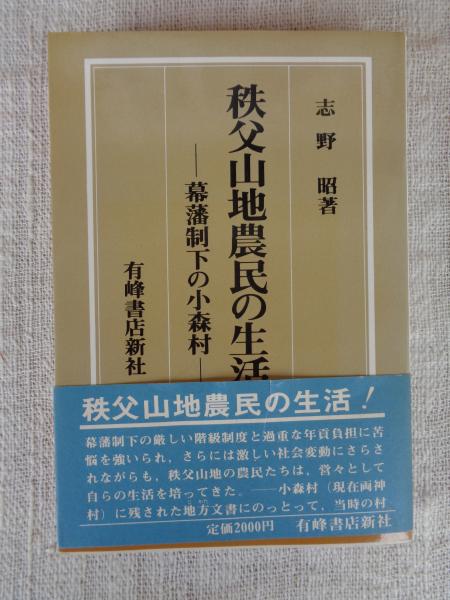 志野昭著
秩父山地農民の生活
―幕藩制下の小森村―
有峰書店新社
秩父山地農民の生活!
幕藩制下の厳しい階級制度と過重な年貢負担に苦
悩を強いられ，さらには激しい社会変動にさらさ
れながらも，秩父山地の農民たちは，営々として
自らの生活を培ってきた。――小森村（現在両神
村）に残された地方文書にのっとって，当時の村
定価2000円 有峰書店新社